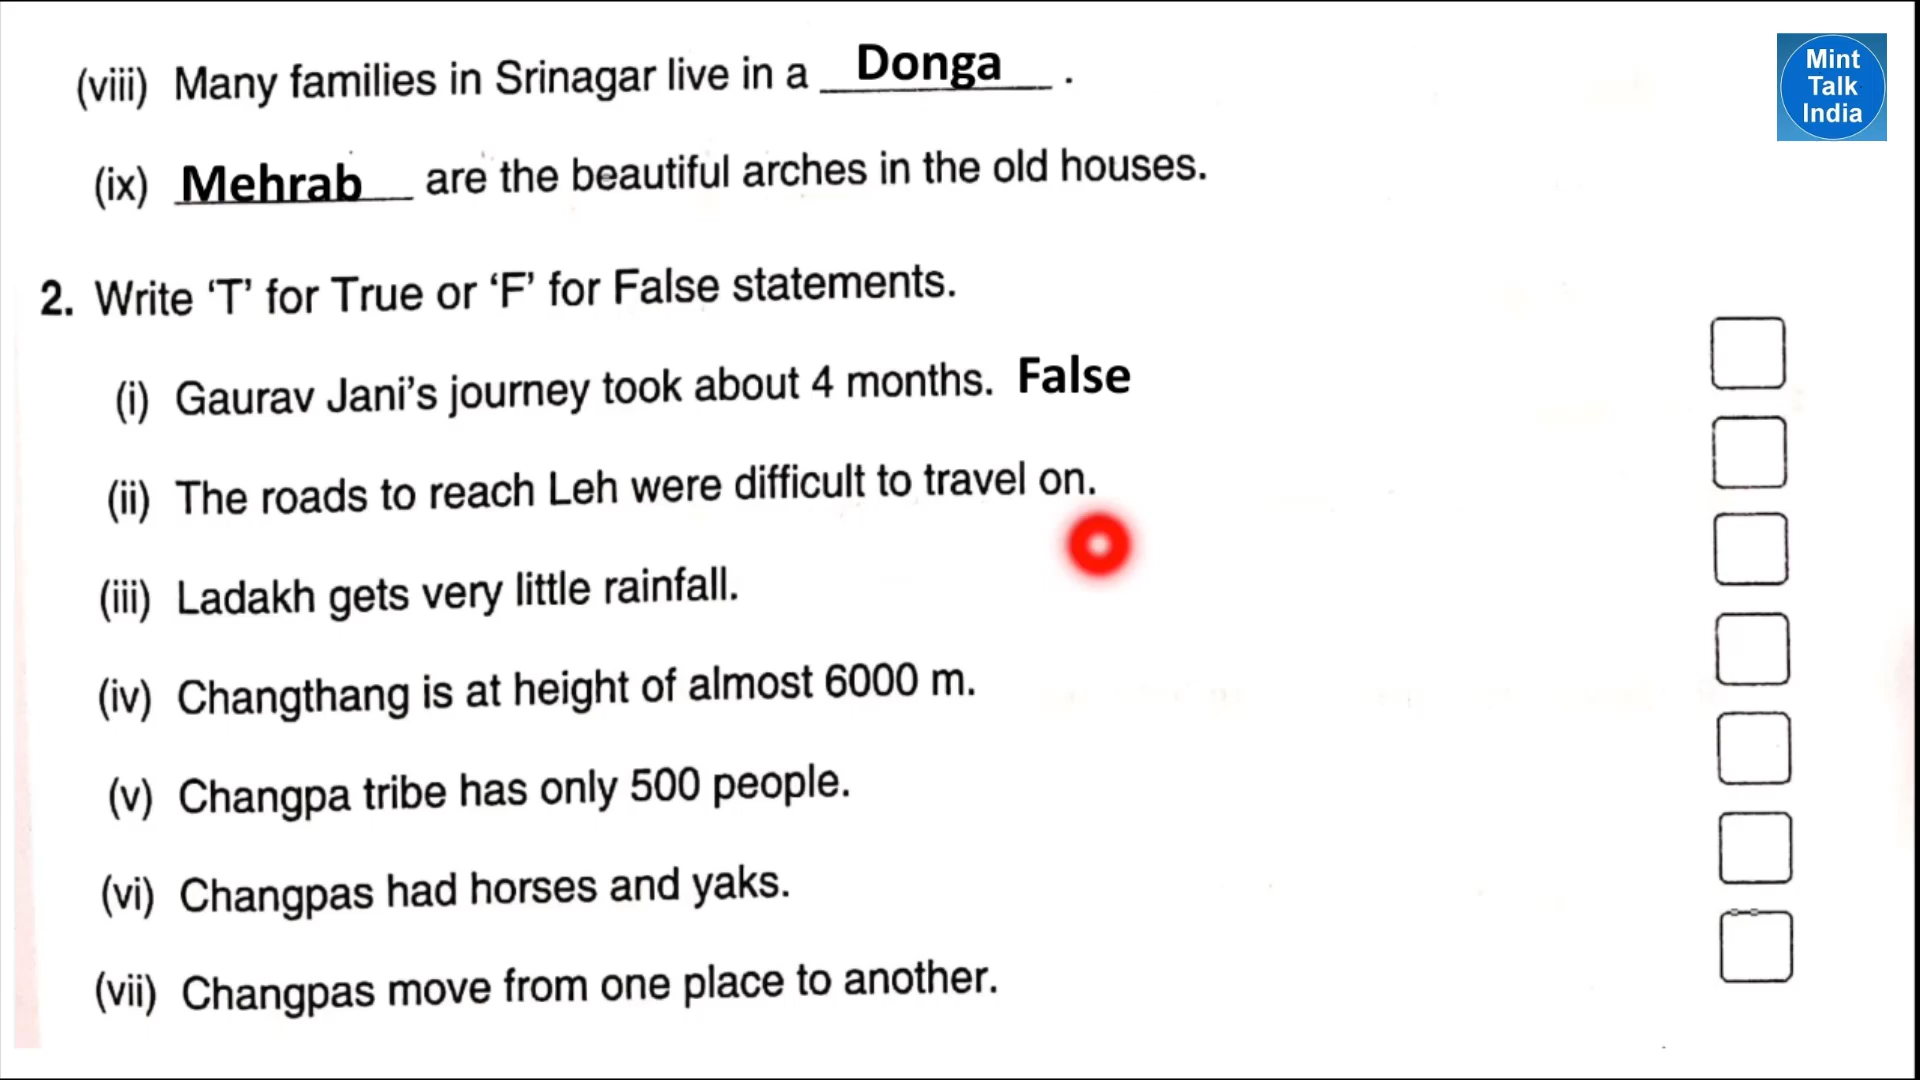 (viii) Many families in Srinagar live in a Donga .
Mint
Talk
India
(ix) Mehrab are the beautiful arches in the old houses.
2. Write ‘T’ for True or ‘F’ for False statements.
(i) Gaurav Jani’s journey took about 4 months. False
(ii) The roads to reach Leh were difficult to travel on.
(iii) Ladakh gets very little rainfall.
(iv) Changthang is at height of almost 6000 m.
(v) Changpa tribe has only 500 people.
(vi) Changpas had horses and yaks.
(vii) Changpas move from one place to another.